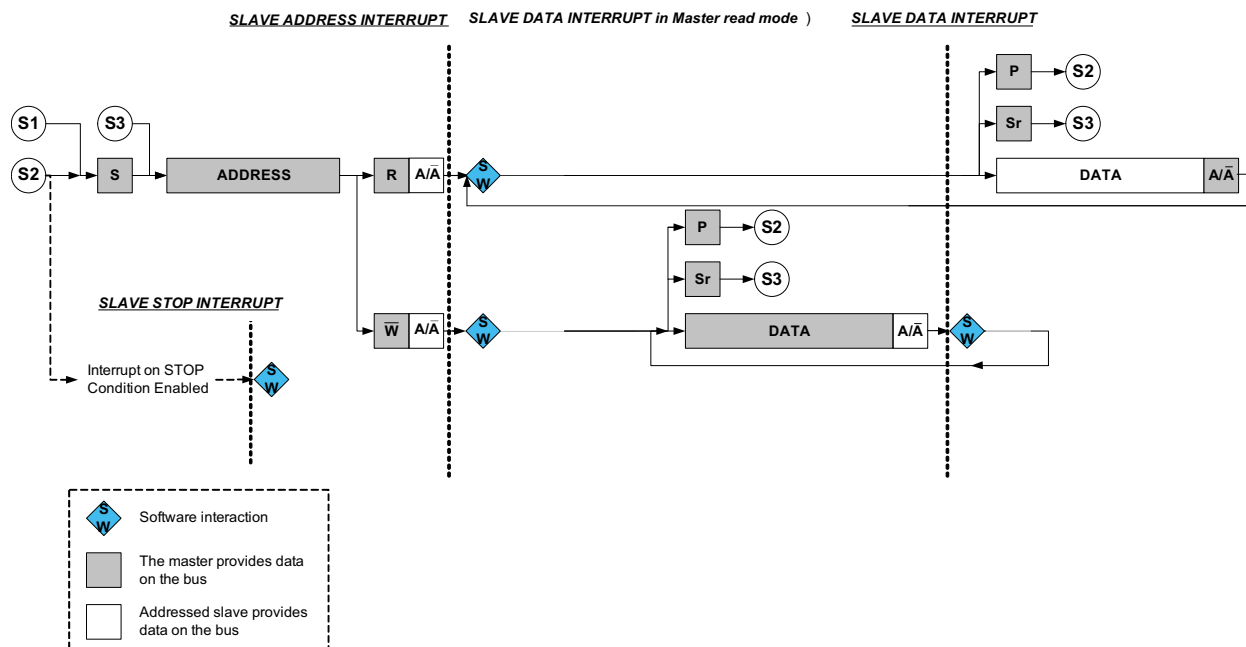 SLAVE ADDRESS INTERRUPT SLAVE DATA INTERRUPT in Master read mode ) SLAVE DATA INTERRUPT
P S2
S1 S3 Sr S3
S2 S ADDRESS R A/A̅ S W DATA A/A̅
P S2
Sr S3
SLAVE STOP INTERRUPT
W̅ A/A̅ S W DATA A/A̅ S W
Interrupt on STOP
Condition Enabled
S W
S W Software interaction
The master provides data
on the bus
Addressed slave provides
data on the bus